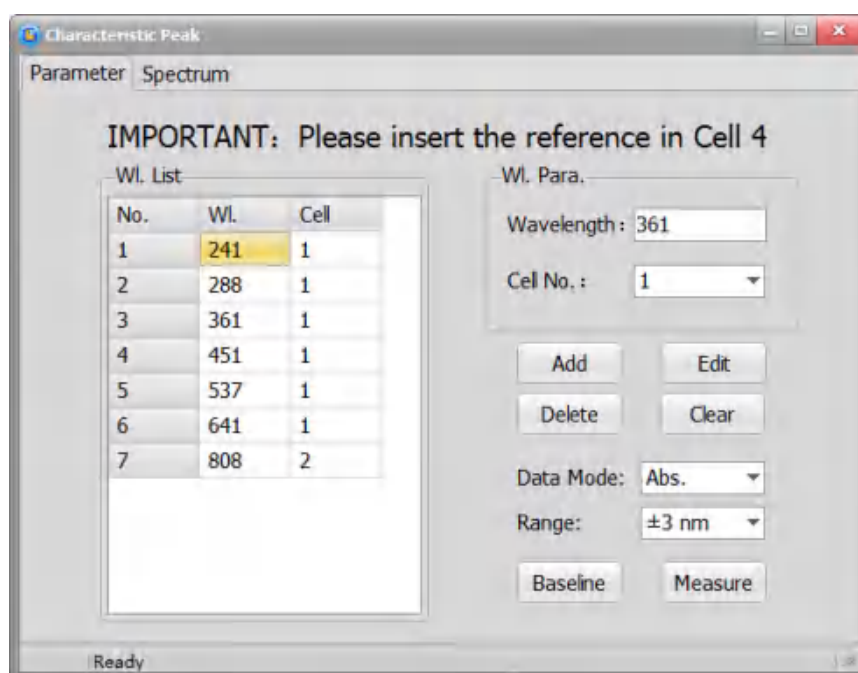 Characteristic Peak
Parameter Spectrum
IMPORTANT: Please insert the reference in Cell 4
Wl. List
No. Wl. Cell
1 241 1
2 288 1
3 361 1
4 451 1
5 537 1
6 641 1
7 808 2
Wl. Para.
Wavelength: 361
Cell No.: 1
Add Edit
Delete Clear
Data Mode: Abs.
Range: ±3 nm
Baseline Measure
Ready